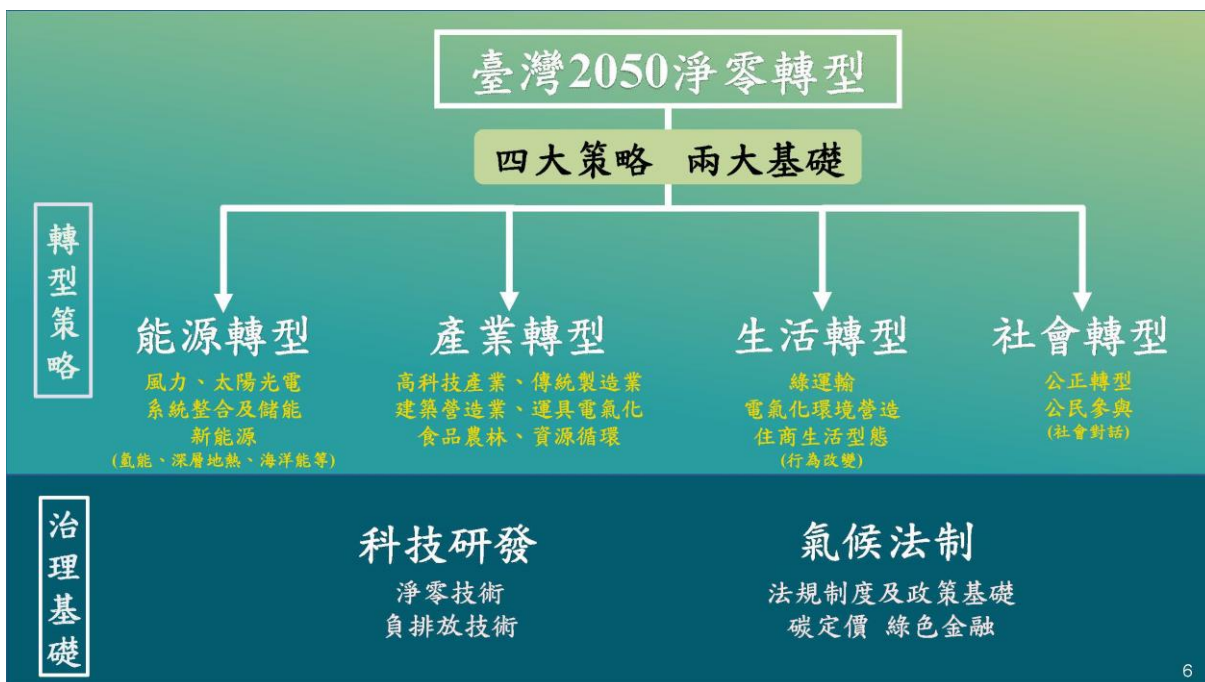 臺灣2050淨零轉型
四大策略 兩大基礎
轉型策略
能源轉型
風力、太陽光電
系統整合及儲能
新能源
(氫能、深層地熱、海洋能等)
產業轉型
高科技產業、傳統製造業
建築營造業、運具電氣化
食品農林、資源循環
生活轉型
綠運輸
電氣化環境營造
住商生活型態
(行為改變)
社會轉型
公正轉型
公民參與
(社會對話)
治理基礎
科技研發
淨零技術
負排放技術
氣候法制
法規制度及政策基礎
碳定價 綠色金融
6